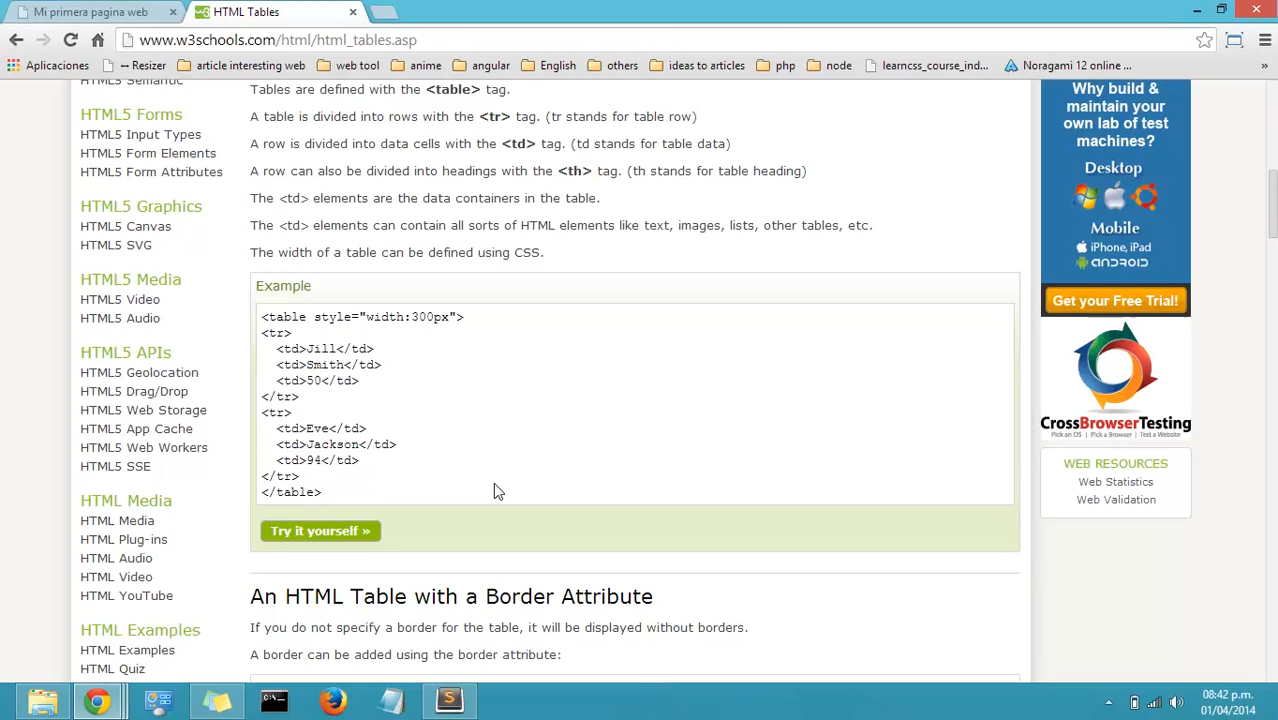 Mi primera pagina web
HTML Tables
www.w3schools.com/html/html_tables.asp
Aplicaciones
↔ Resizer
article interesting web
web tool
anime
angular
English
others
ideas to articles
php
node
learncss_course_ind...
Noragami 12 online ...
»
HTML5 Semantic
HTML5 Forms
HTML5 Input Types
HTML5 Form Elements
HTML5 Form Attributes
HTML5 Graphics
HTML5 Canvas
HTML5 SVG
HTML5 Media
HTML5 Video
HTML5 Audio
HTML5 APIs
HTML5 Geolocation
HTML5 Drag/Drop
HTML5 Web Storage
HTML5 App Cache
HTML5 Web Workers
HTML5 SSE
HTML Media
HTML Media
HTML Plug-ins
HTML Audio
HTML Video
HTML YouTube
HTML Examples
HTML Examples
HTML Quiz
Tables are defined with the <table> tag.
A table is divided into rows with the <tr> tag. (tr stands for table row)
A row is divided into data cells with the <td> tag. (td stands for table data)
A row can also be divided into headings with the <th> tag. (th stands for table heading)
The <td> elements are the data containers in the table.
The <td> elements can contain all sorts of HTML elements like text, images, lists, other tables, etc.
The width of a table can be defined using CSS.
Example
<table style="width:300px">
<tr>
<td>Jill</td>
<td>Smith</td>
<td>50</td>
</tr>
<tr>
<td>Eve</td>
<td>Jackson</td>
<td>94</td>
</tr>
</table>
Try it yourself »
An HTML Table with a Border Attribute
If you do not specify a border for the table, it will be displayed without borders.
A border can be added using the border attribute:
Why build &
maintain your
own lab of test
machines?
Desktop
Mobile
iPhone, iPad
ANDROID
Get your Free Trial!
CROSSBROWSERTESTING
Pick an OS | Pick a Browser | Test a Website
WEB RESOURCES
Web Statistics
Web Validation
08:42 p.m.
01/04/2014